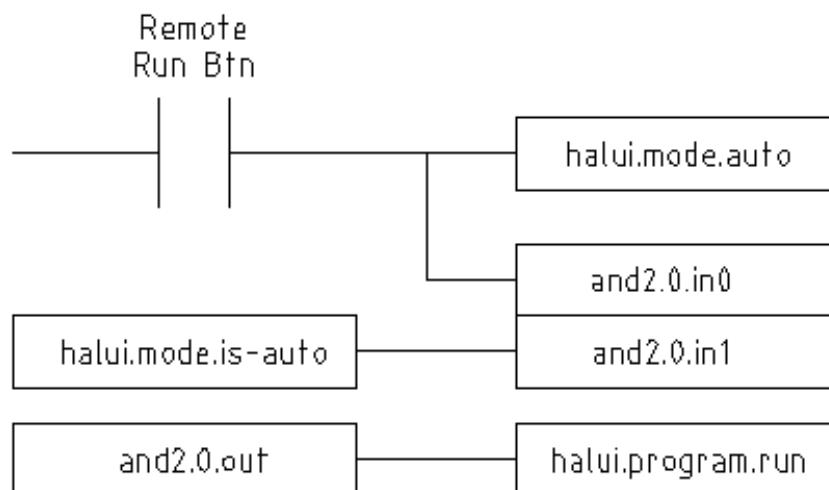 Remote
Run Btn
halui.mode.auto
and2.0.in0
halui.mode.is-auto
and2.0.in1
and2.0.out
halui.program.run